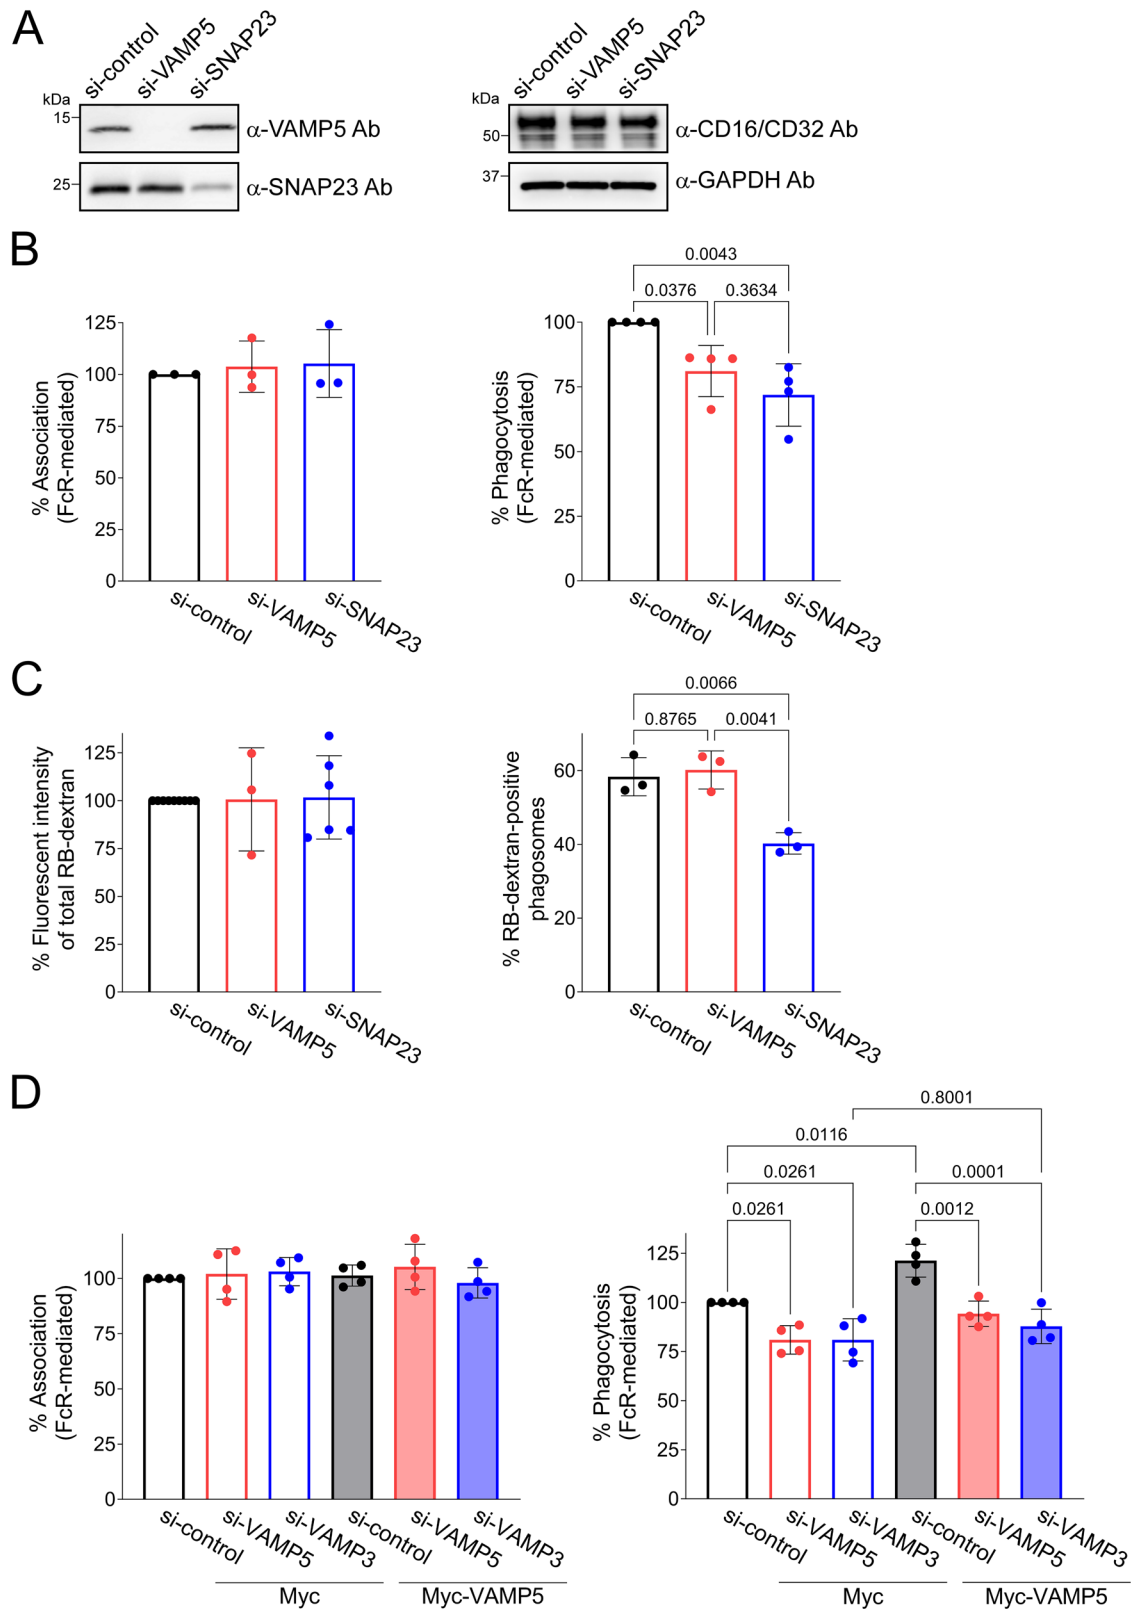 A
si-control
si-VAMP5
si-SNAP23
kDa
15
α-VAMP5 Ab
25
α-SNAP23 Ab
si-control
si-VAMP5
si-SNAP23
kDa
50
α-CD16/CD32 Ab
37
α-GAPDH Ab
B
% Association
(FcR-mediated)
125
100
75
50
25
0
si-control
si-VAMP5
si-SNAP23
% Phagocytosis
(FcR-mediated)
0.0043
0.0376
0.3634
100
75
50
25
0
si-control
si-VAMP5
si-SNAP23
C
% Fluorescent intensity
of total RB-dextran
125
100
75
50
25
0
si-control
si-VAMP5
si-SNAP23
% RB-dextran-positive
phagosomes
0.0066
0.8765
0.0041
60
40
20
0
si-control
si-VAMP5
si-SNAP23
D
% Association
(FcR-mediated)
100
75
50
25
0
si-control
si-VAMP5
si-VAMP3
si-control
si-VAMP5
si-VAMP3
Myc
Myc-VAMP5
% Phagocytosis
(FcR-mediated)
0.8001
0.0116
0.0261
0.0001
0.0261
0.0012
125
100
75
50
25
0
si-control
si-VAMP5
si-VAMP3
si-control
si-VAMP5
si-VAMP3
Myc
Myc-VAMP5